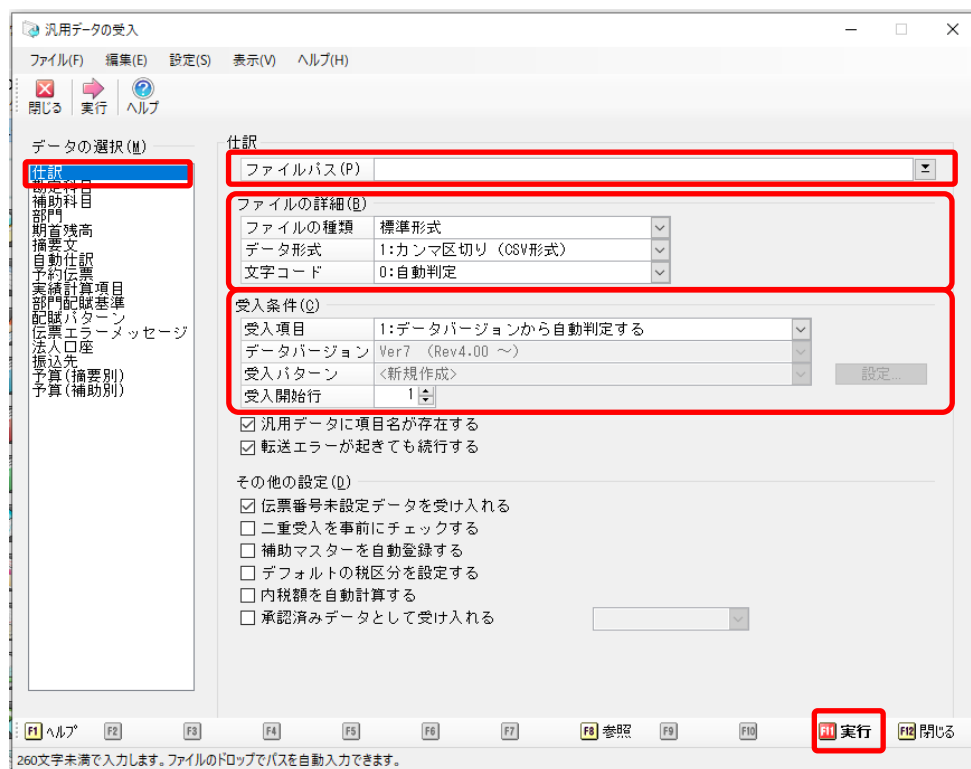 汎用データの受入
ファイル(F) 編集(E) 設定(S) 表示(V) ヘルプ(H)
閉じる 実行 ヘルプ
データの選択(M)
仕訳
勘定科目
補助科目
部門
期首残高
摘要文
自動仕訳
予約伝票
実績計算項目
部門配賦基準
配賦パターン
伝票エラーメッセージ
法人口座
振込先
予算(摘要別)
予算(補助別)
仕訳
ファイルパス(P)
ファイルの詳細(B)
ファイルの種類 標準形式
データ形式 1:カンマ区切り (CSV形式)
文字コード 0:自動判定
受入条件(C)
受入項目 1:データバージョンから自動判定する
データバージョン Ver7 (Rev4.00 ～)
受入パターン <新規作成> 設定...
受入開始行 1
汎用データに項目名が存在する
転送エラーが起きても続行する
その他の設定(D)
伝票番号未設定データを受け入れる
二重受入を事前にチェックする
補助マスターを自動登録する
デフォルトの税区分を設定する
内税額を自動計算する
承認済みデータとして受け入れる
F1 ヘルプ F2 F3 F4 F5 F6 F7 F8 参照 F9 F10 F11 実行 F12 閉じる
260文字未満で入力します。ファイルのドロップでパスを自動入力できます。